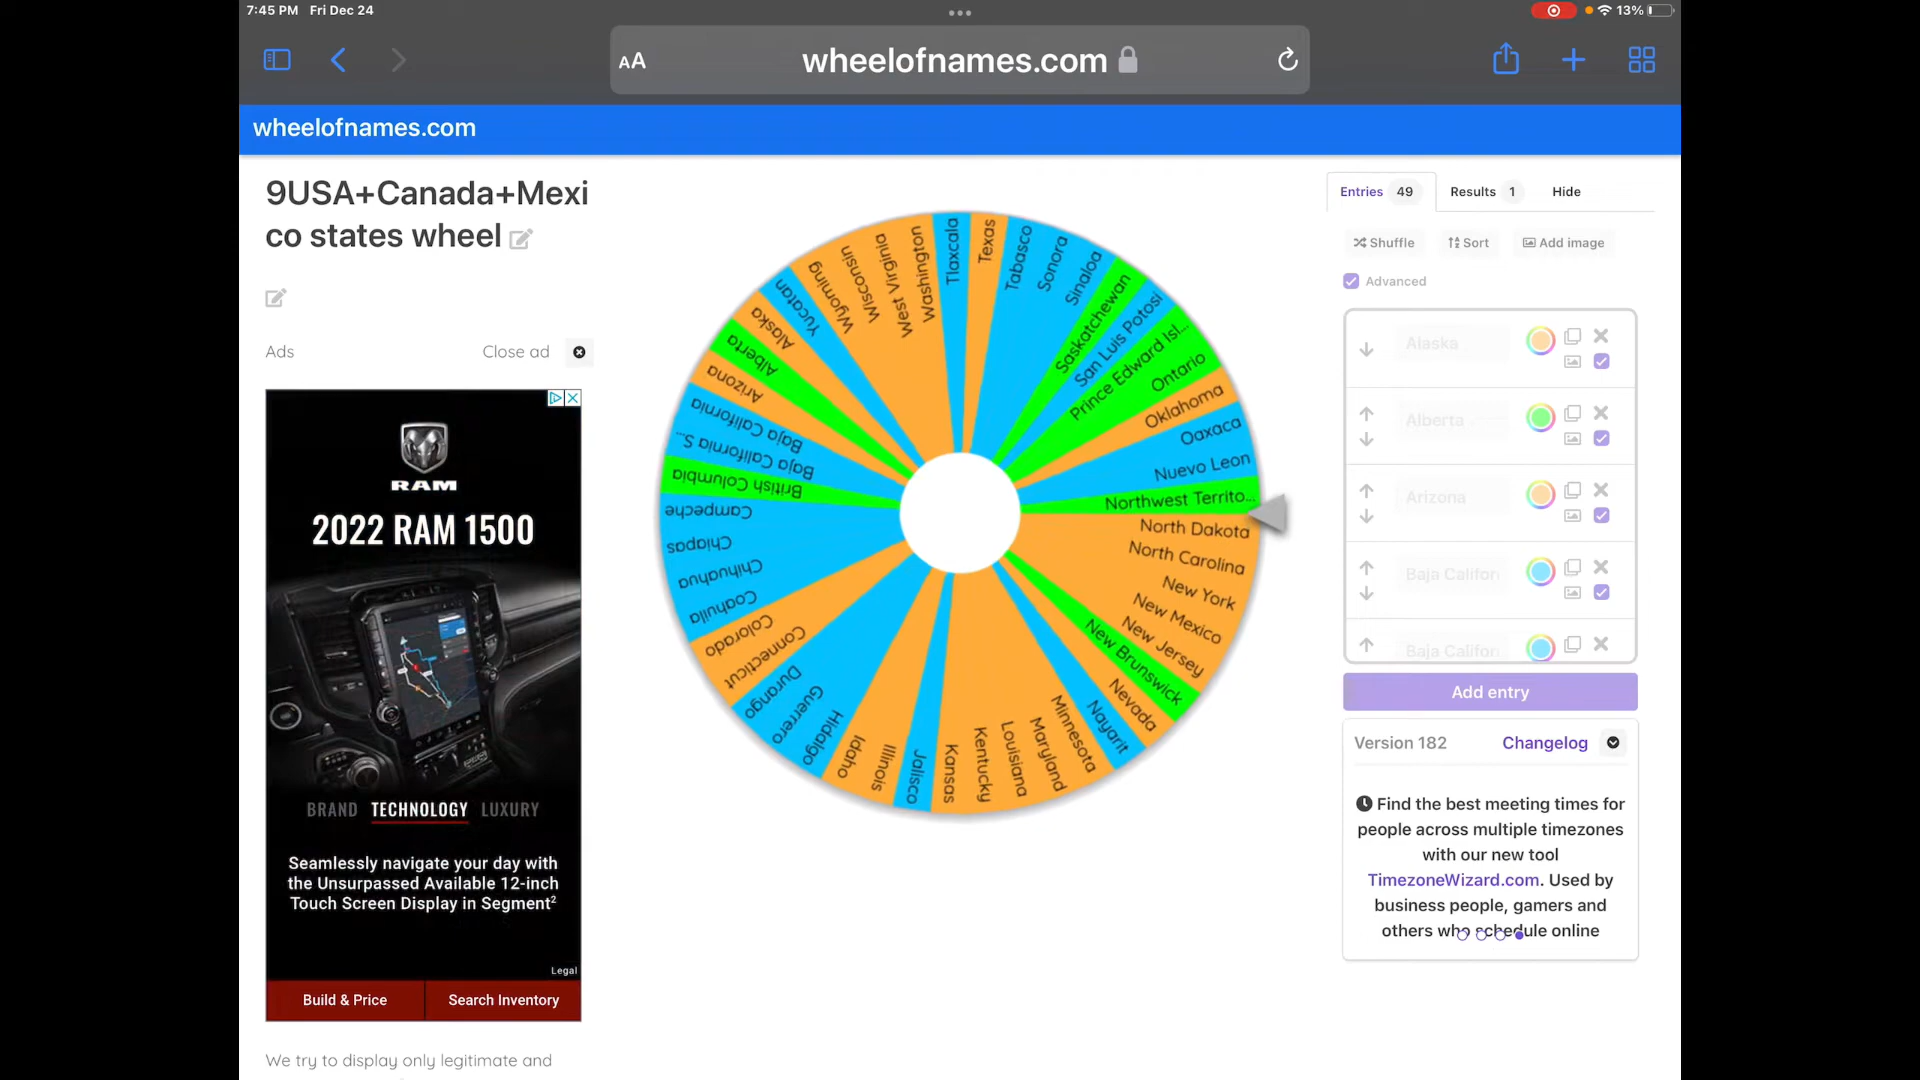 7:45 PM Fri Dec 24
13%
AA
wheelofnames.com
wheelofnames.com
9USA+Canada+Mexi
co states wheel
Ads
Close ad
RAM
2022 RAM 1500
BRAND TECHNOLOGY LUXURY
Seamlessly navigate your day with
the Unsurpassed Available 12-inch
Touch Screen Display in Segment²
Legal
Build & Price
Search Inventory
We try to display only legitimate and
Tlaxcala
Texas
Tabasco
Sonora
Sinaloa
Saskatchewan
San Luis Potosi
Prince Edward Isl...
Ontario
Oklahoma
Oaxaca
Nuevo Leon
Northwest Territo...
North Dakota
North Carolina
New York
New Mexico
New Jersey
New Brunswick
Nevada
Nayarit
Minnesota
Maryland
Louisiana
Kentucky
Kansas
Jalisco
Illinois
Idaho
Hidalgo
Guerrero
Durango
Connecticut
Colorado
Coahuila
Chihuahua
Chiapas
Campeche
British Columbia
Baja California S...
Baja California
Arizona
Alberta
Alaska
Yucatan
Wyoming
Wisconsin
West Virginia
Washington
Entries 49
Results 1
Hide
Shuffle
Sort
Add image
Advanced
Alaska
Alberta
Arizona
Baja Californ
Baja Californ
Add entry
Version 182
Changelog
Find the best meeting times for
people across multiple timezones
with our new tool
TimezoneWizard.com. Used by
business people, gamers and
others who schedule online